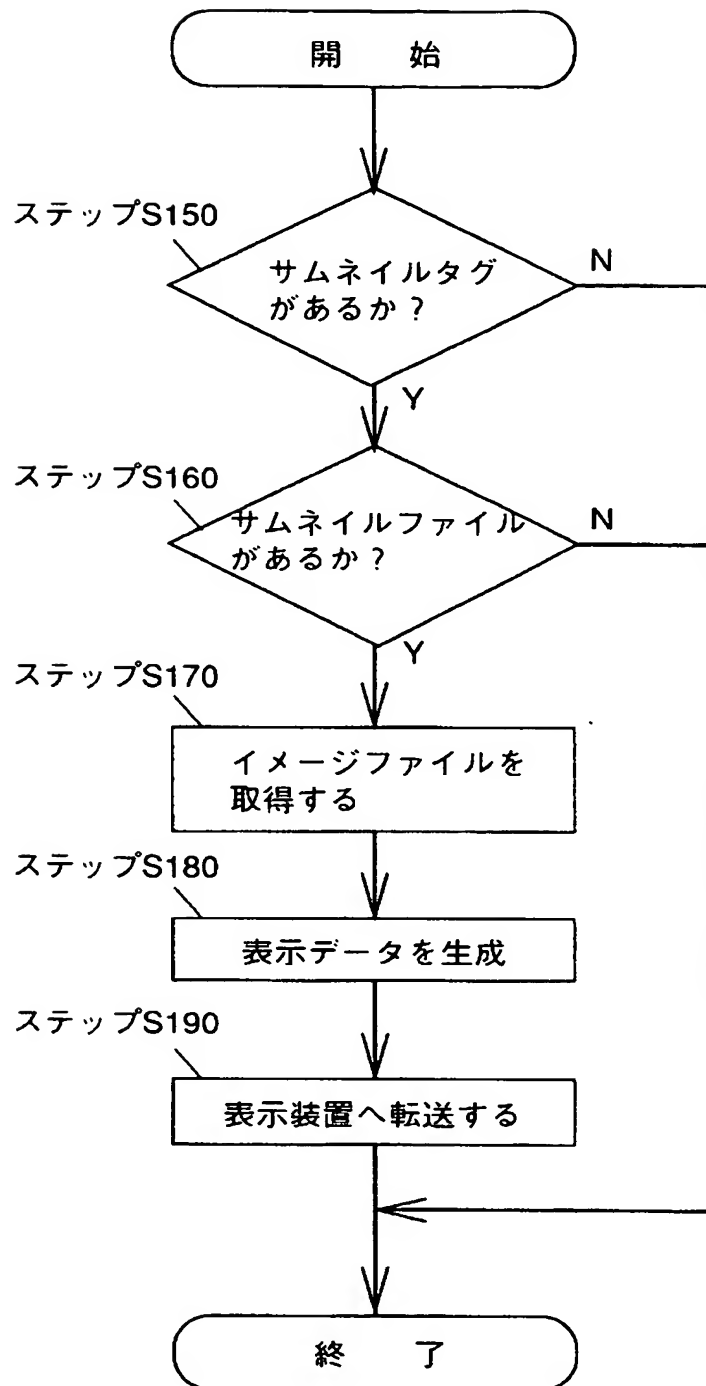 開　始
ステップS150
サムネイルタグ
があるか？
N
Y
ステップS160
サムネイルファイル
があるか？
N
Y
ステップS170
イメージファイルを
取得する
ステップS180
表示データを生成
ステップS190
表示装置へ転送する
終　了